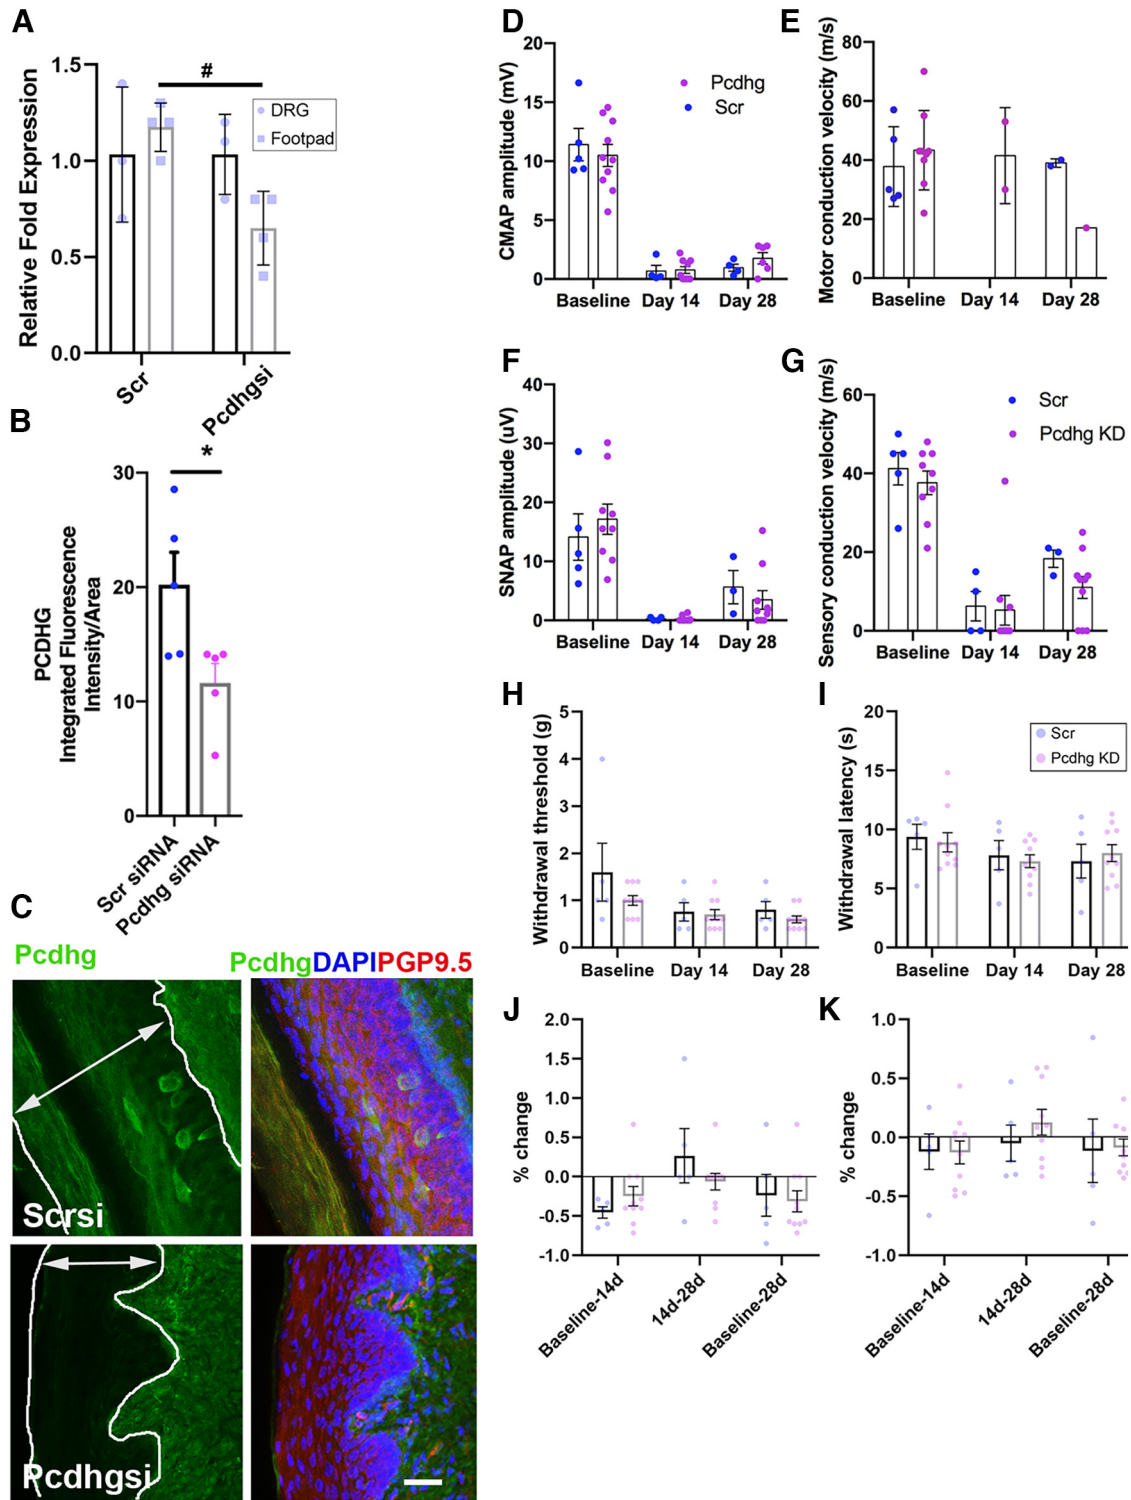 A
Relative Fold Expression
1.5
1.0
0.5
0.0
#
DRG
Footpad
Scr
Pcdhgsi
B
PCDHG
Integrated Fluorescence
Intensity/Area
30
20
10
0
*
Scr siRNA
Pcdhg siRNA
C
Pcdhg
PcdhgDAPIPGP9.5
Scrsi
Pcdhgsi
D
CMAP amplitude (mV)
20
15
10
5
0
Pcdhg
Scr
Baseline
Day 14
Day 28
E
Motor conduction velocity (m/s)
80
60
40
20
0
Baseline
Day 14
Day 28
F
SNAP amplitude (uV)
40
30
20
10
0
Baseline
Day 14
Day 28
G
Sensory conduction velocity (m/s)
60
40
20
0
Scr
Pcdhg KD
Baseline
Day 14
Day 28
H
Withdrawal threshold (g)
5
4
3
2
1
0
Baseline
Day 14
Day 28
I
Withdrawal latency (s)
20
15
10
5
0
Scr
Pcdhg KD
Baseline
Day 14
Day 28
J
% change
2.0
1.5
1.0
0.5
0.0
-0.5
-1.0
Baseline-14d
14d-28d
Baseline-28d
K
% change
1.0
0.5
0.0
-0.5
-1.0
Baseline-14d
14d-28d
Baseline-28d